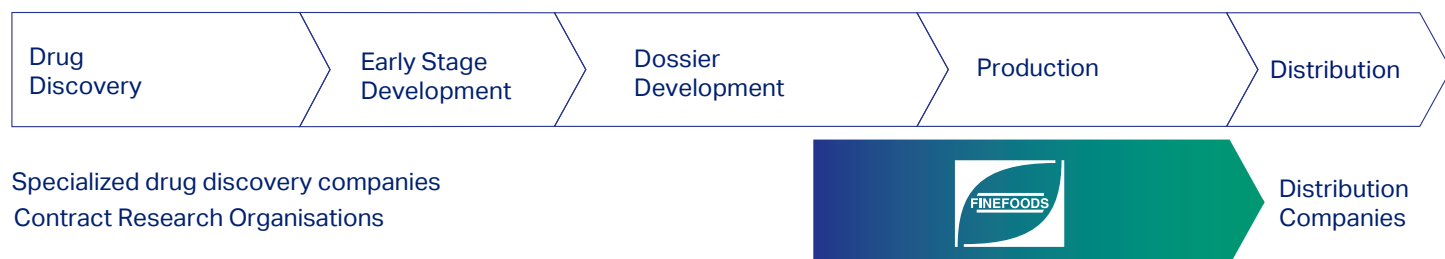 Drug
Discovery
Early Stage
Development
Dossier
Development
Production
Distribution
Specialized drug discovery companies
Contract Research Organisations
FINEFOODS
Distribution
Companies